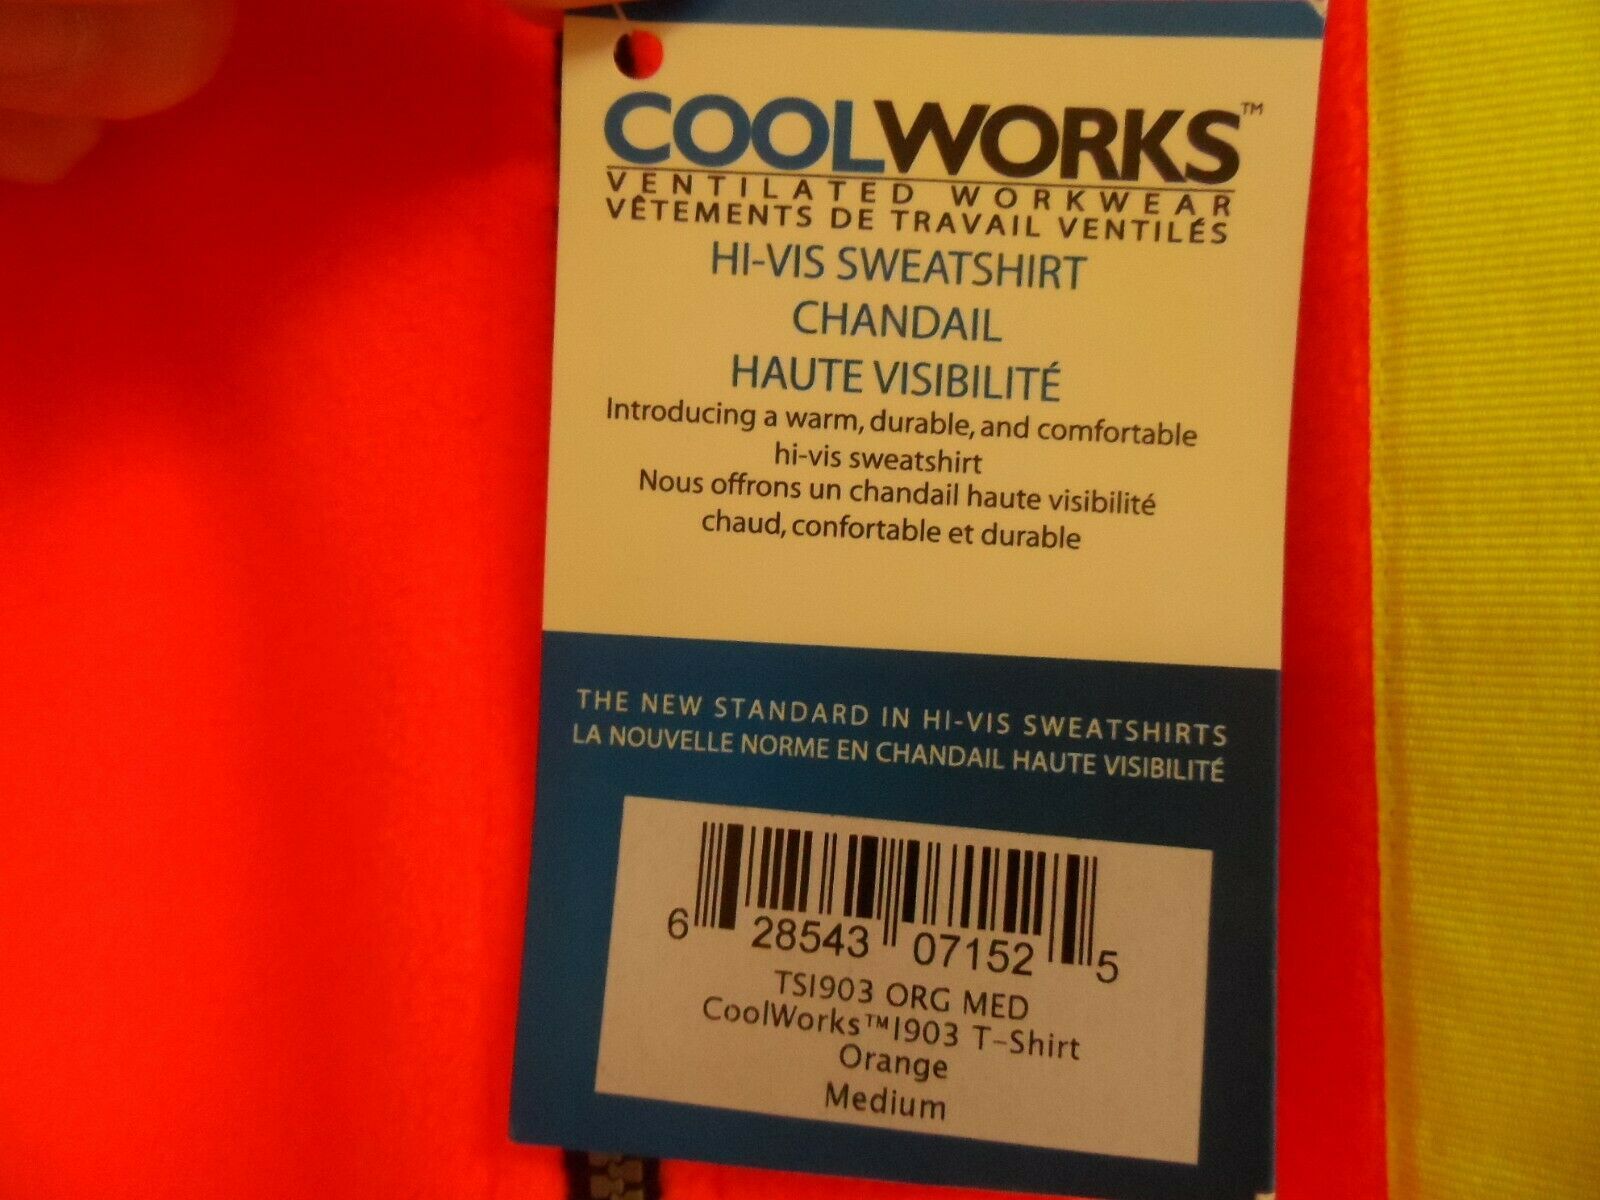 COOLWORKS™
VENTILATED WORKWEAR
VÊTEMENTS DE TRAVAIL VENTILÉS
HI-VIS SWEATSHIRT
CHANDAIL
HAUTE VISIBILITÉ
Introducing a warm, durable, and comfortable
hi-vis sweatshirt
Nous offrons un chandail haute visibilité
chaud, confortable et durable
THE NEW STANDARD IN HI-VIS SWEATSHIRTS
LA NOUVELLE NORME EN CHANDAIL HAUTE VISIBILITÉ
6 28543 07152 5
TSI903 ORG MED
CoolWorks™I903 T-Shirt
Orange
Medium